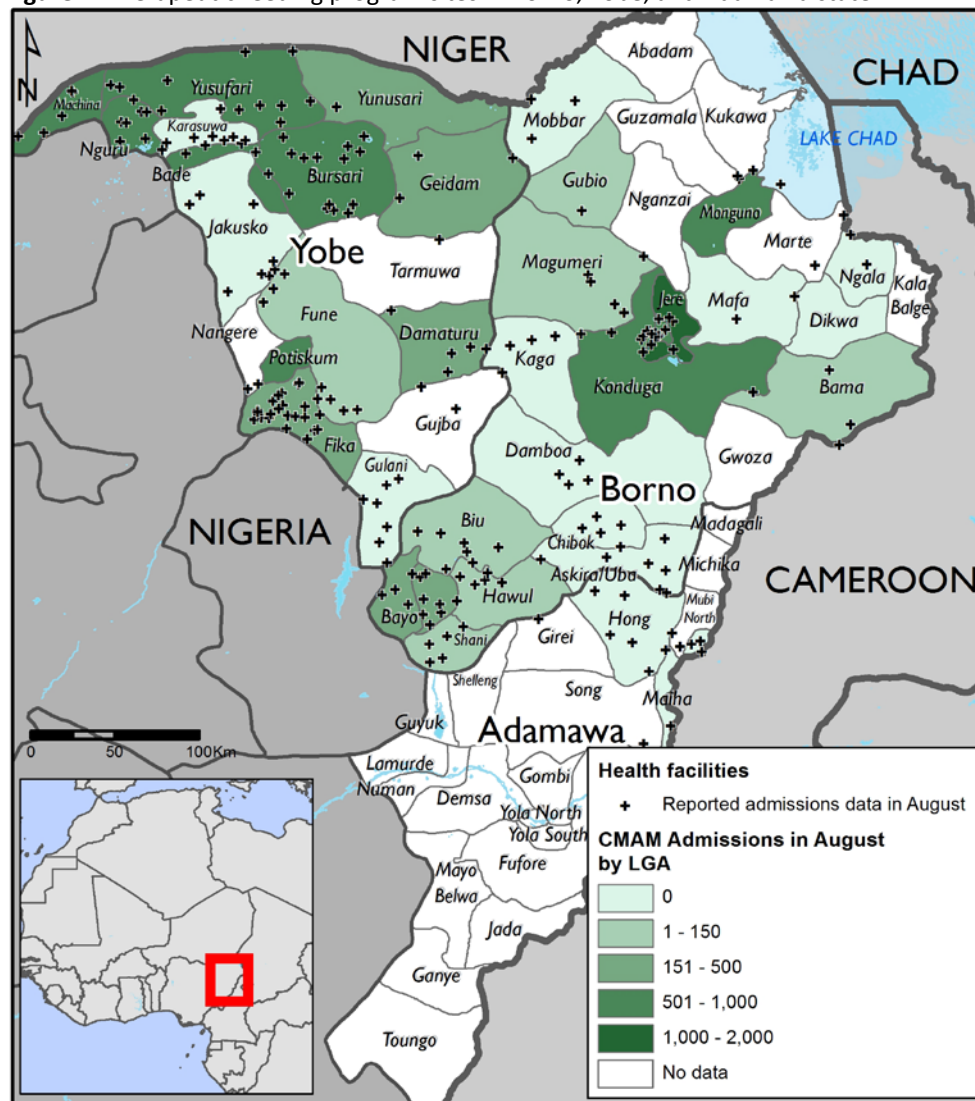 NIGER
CHAD
LAKE CHAD
Abadam
Yusufari
Yunusari
Machina
Karasuwa
Nguru
Bade
Bursari
Geidam
Mobbar
Guzamala
Kukawa
Gubio
Nganzai
Monguno
Marte
Jakusko
Yobe
Tarmuwa
Magumeri
Jere
Mafa
Ngala
Kala
Balge
Dikwa
Nangere
Fune
Damaturu
Potiskum
Kaga
Konduga
Bama
Fika
Gujba
Gulani
Damboa
Gwoza
Borno
NIGERIA
Biu
Chibok
Madagali
Michika
Askira/Uba
CAMEROON
Bayo
Hawul
Shani
Hong
Mubi
North
Girei
Shelleng
Song
Maiha
Guyuk
Adamawa
Lamurde
Numan
Demsa
Gombi
Yola North
Yola South
Fufore
Mayo
Belwa
Jada
Ganye
Toungo
N
0 50 100Km
Health facilities
Reported admissions data in August
CMAM Admissions in August
by LGA
0
1 - 150
151 - 500
501 - 1,000
1,000 - 2,000
No data